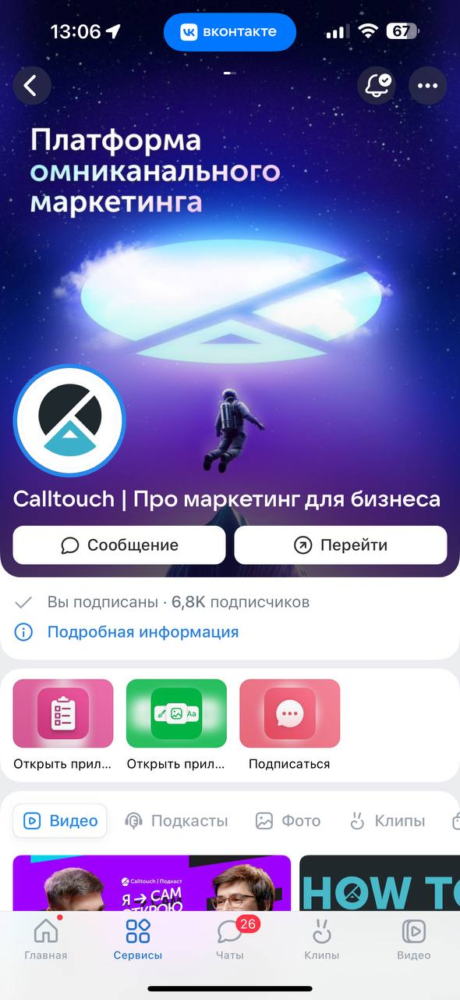 13:06
вконтакте
67
Платформа
омниканального
маркетинга
Calltouch | Про маркетинг для бизнеса
Сообщение
Перейти
Вы подписаны · 6,8K подписчиков
Подробная информация
Aa
Открыть прил...
Открыть прил...
Подписаться
Видео
Подкасты
Фото
Клипы
Calltouch | Подкаст
Я → САМ
ОТКРОЮ
HOW TO
Главная
Сервисы
26
Чаты
Клипы
Видео